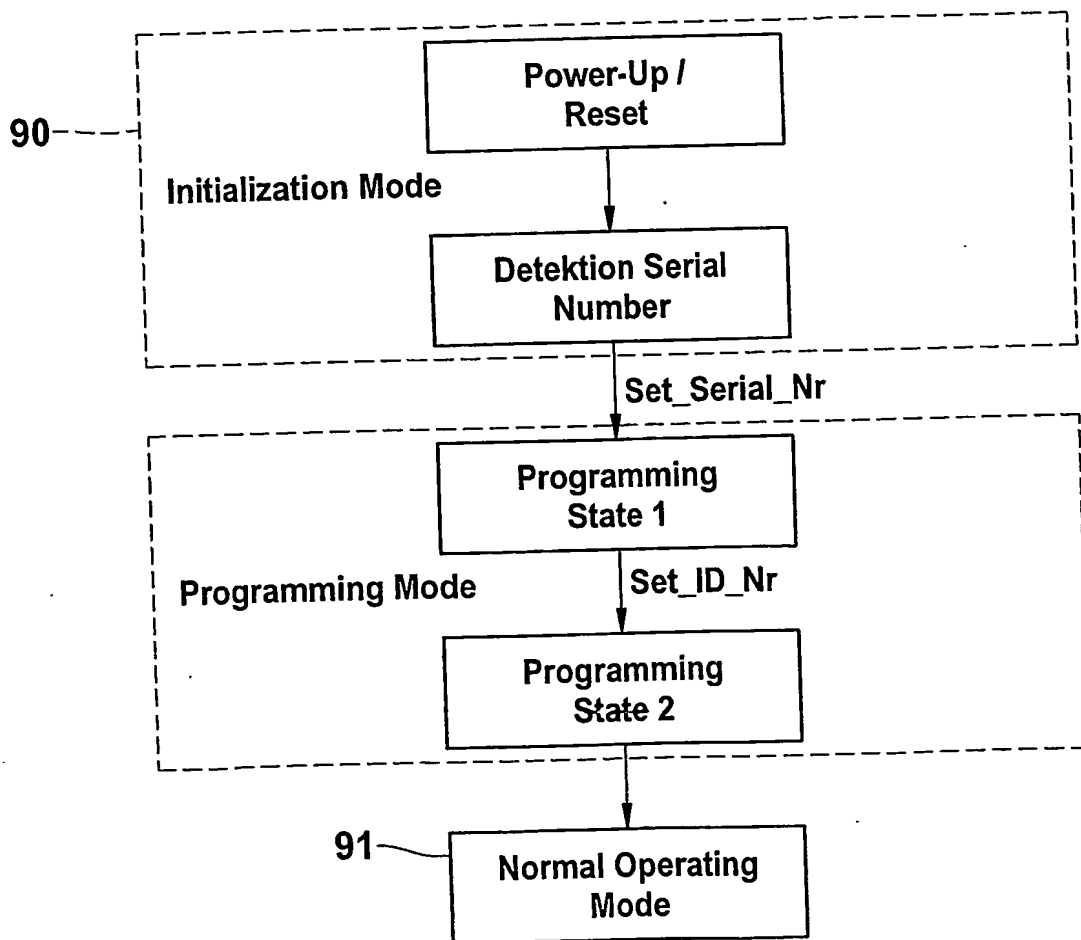 Power-Up /
Reset
90
Initialization Mode
Detektion Serial
Number
Set_Serial_Nr
Programming
State 1
Programming Mode
Set_ID_Nr
Programming
State 2
91
Normal Operating
Mode